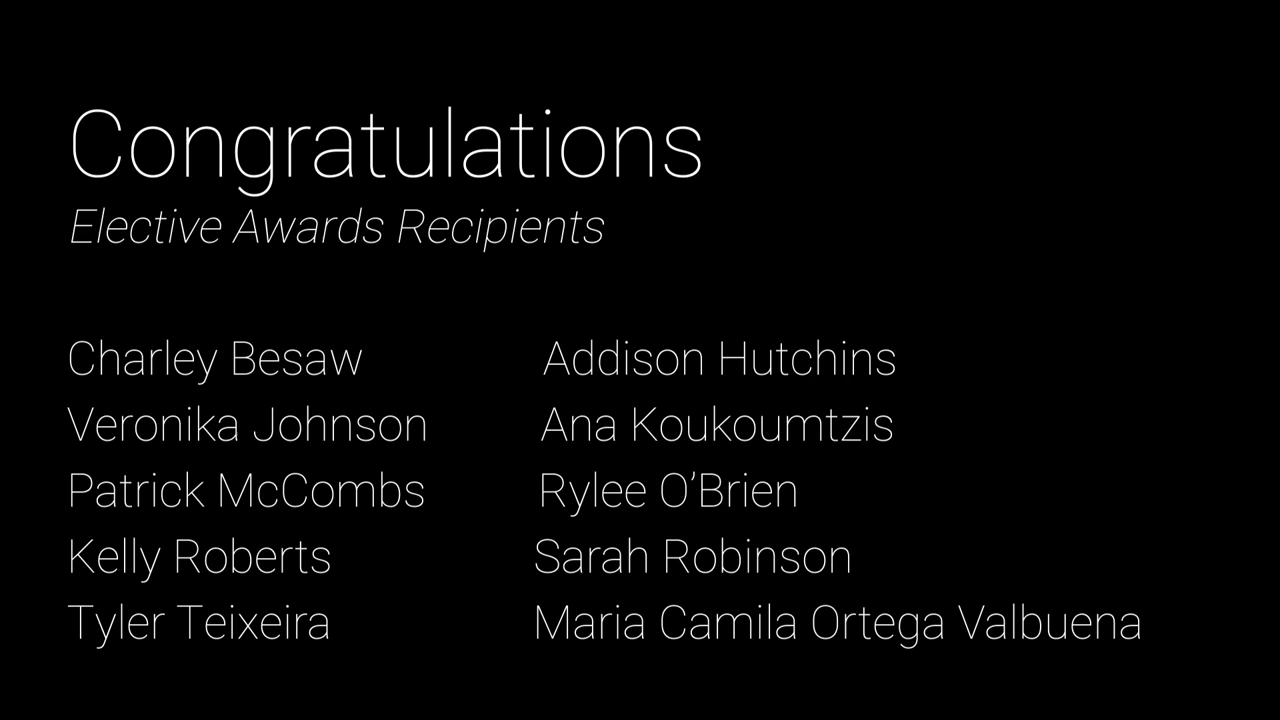 Congratulations
Elective Awards Recipients
Charley Besaw Addison Hutchins
Veronika Johnson Ana Koukoumtzis
Patrick McCombs Rylee O’Brien
Kelly Roberts Sarah Robinson
Tyler Teixeira Maria Camila Ortega Valbuena